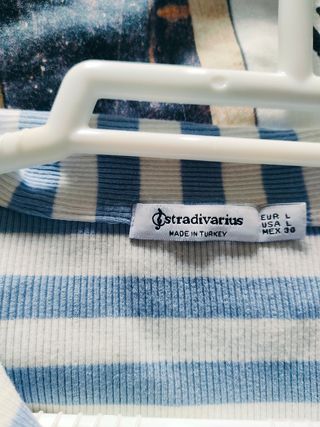 stradivarius
MADE IN TURKEY
EUR L
USA L
MEX 30